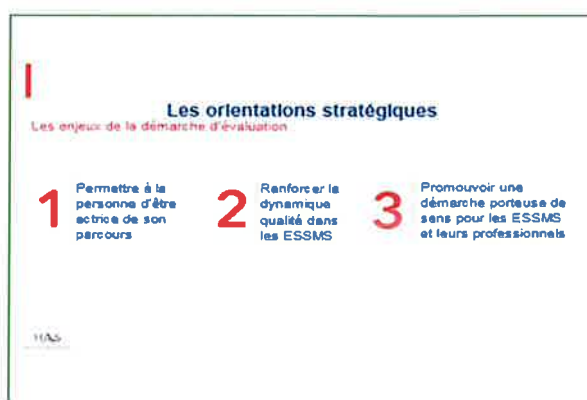 Les orientations stratégiques
Les enjeux de la démarche d'évaluation
1
Permettre à la
personne d'être
actrice de son
parcours
2
Renforcer la
dynamique
qualité dans
les ESSMS
3
Promouvoir une
démarche porteuse de
sens pour les ESSMS
et leurs professionnels
HAS